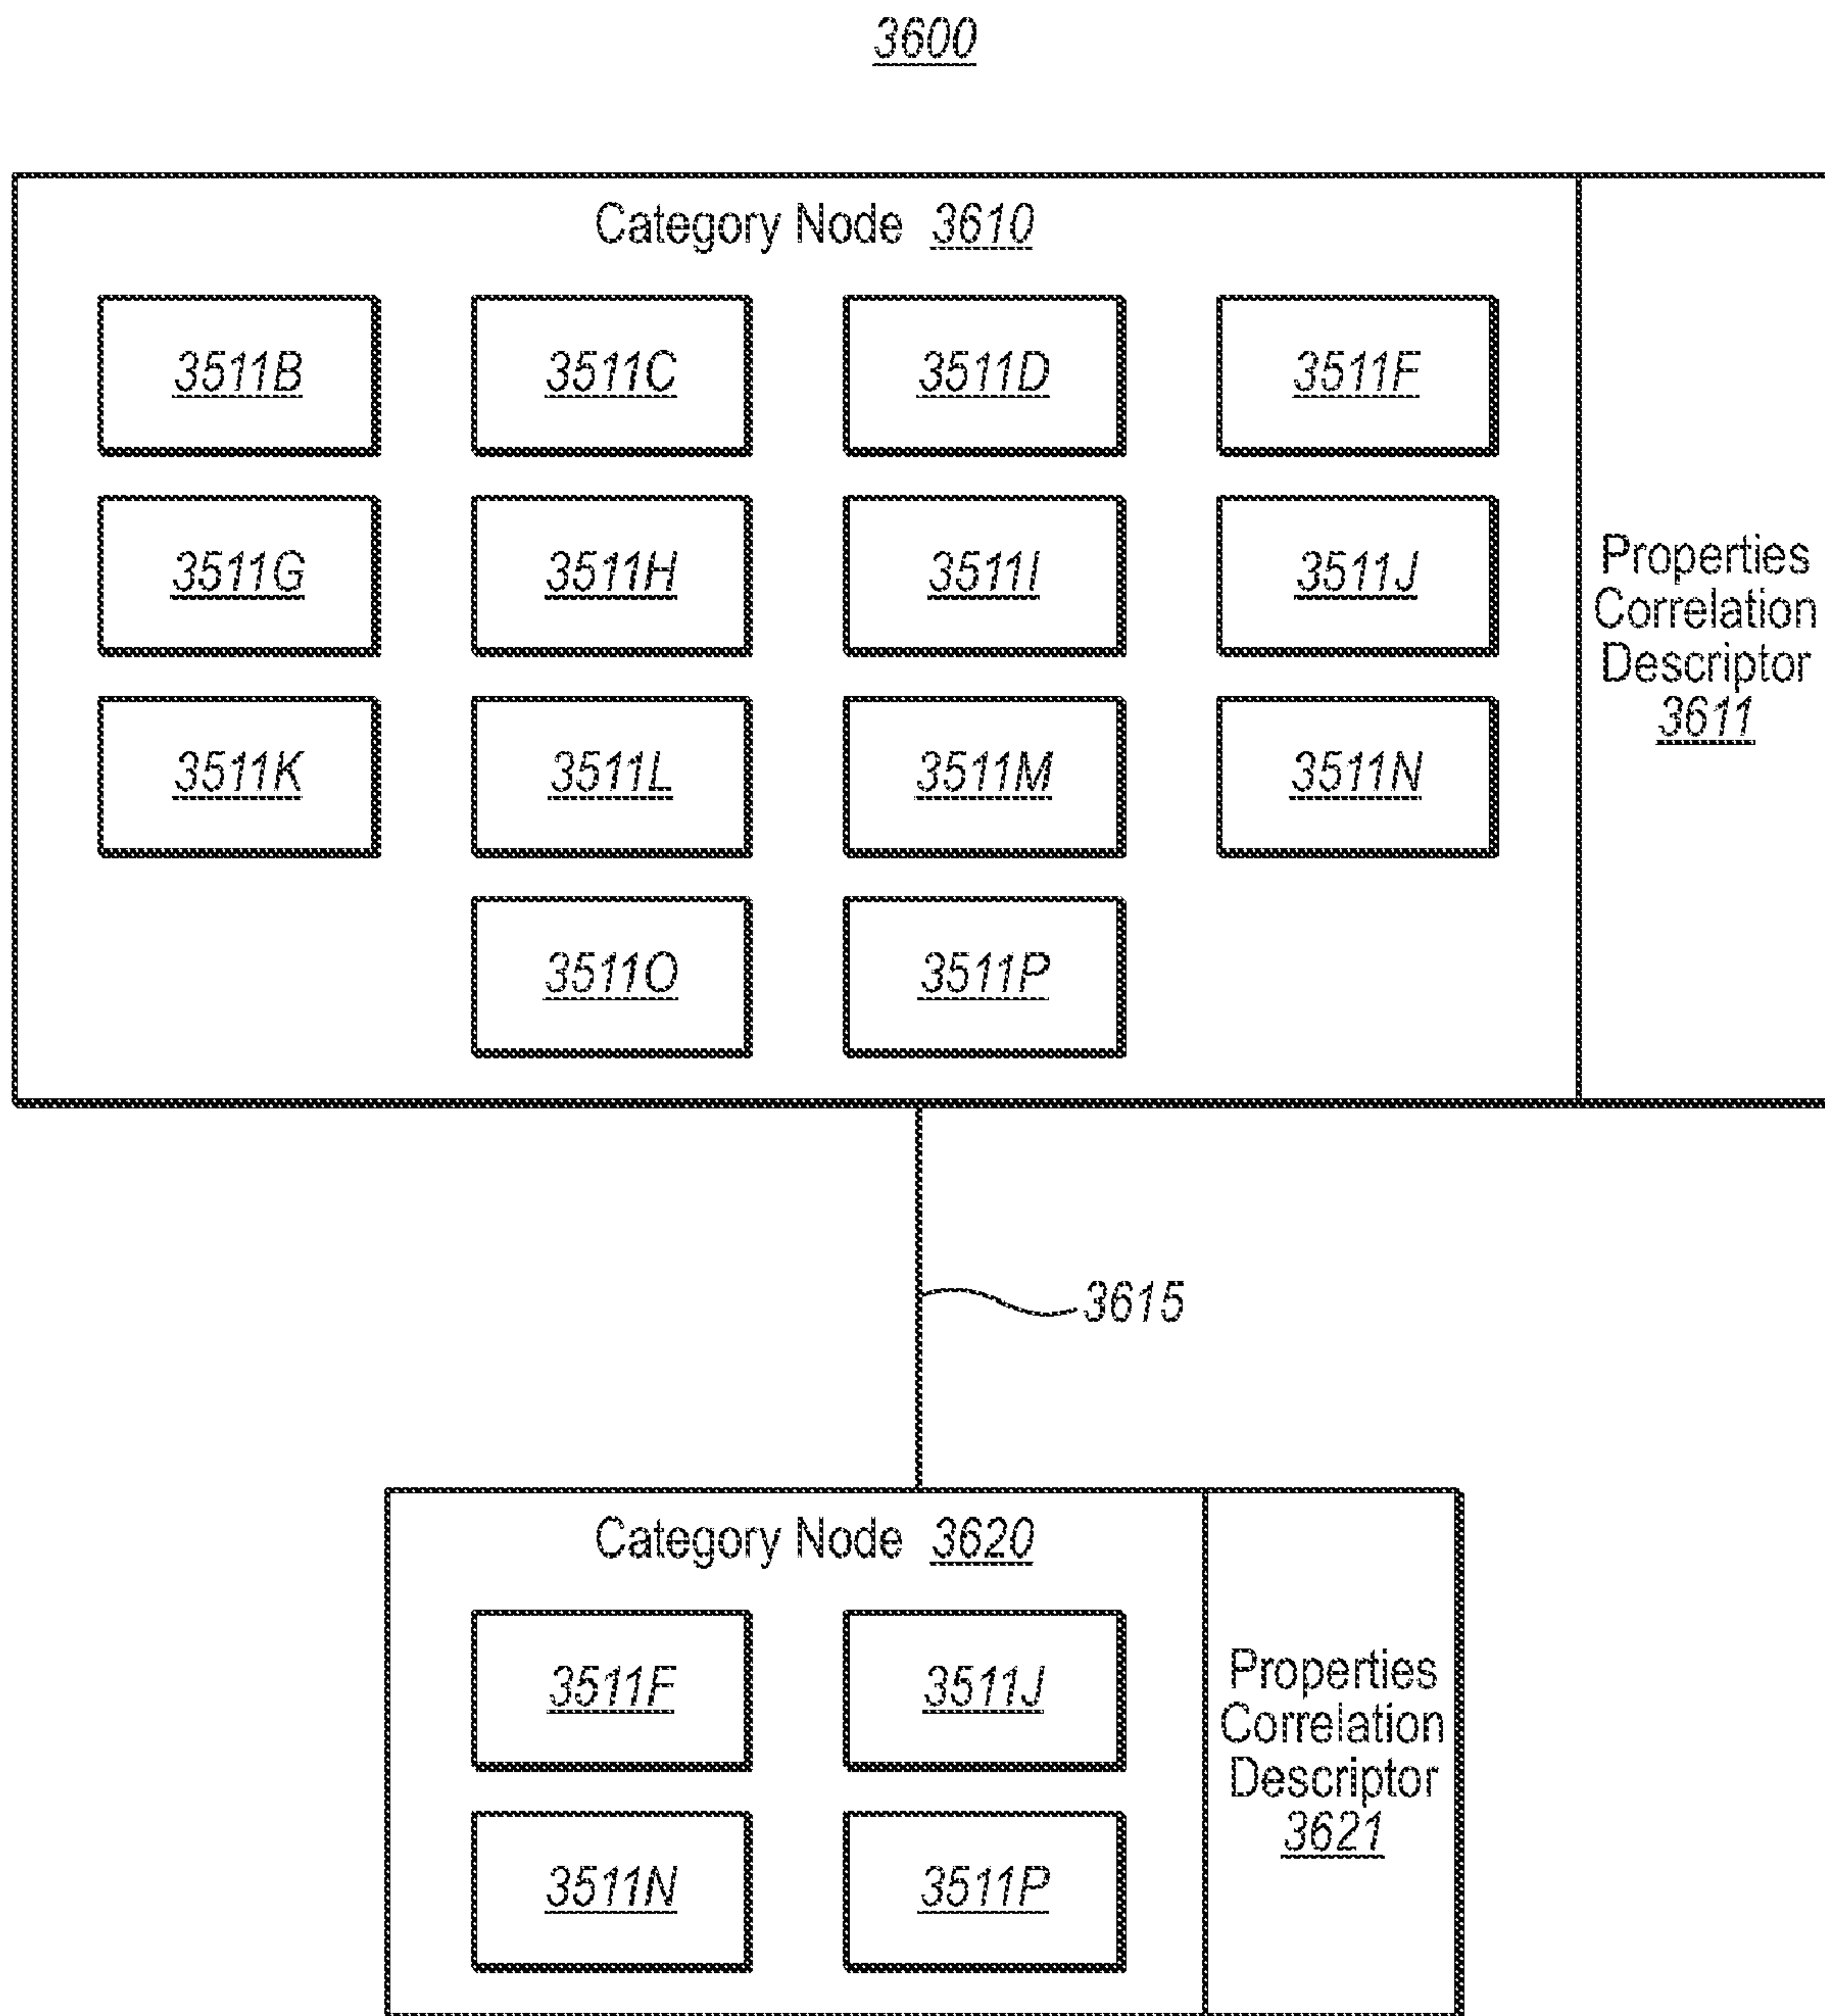 3600
Category Node 3610
3511B
3511C
3511D
3511F
3511G
3511H
3511I
3511J
3511K
3511L
3511M
3511N
3511O
3511P
Properties
Correlation
Descriptor
3611
3615
Category Node 3620
3511F
3511J
3511N
3511P
Properties
Correlation
Descriptor
3621